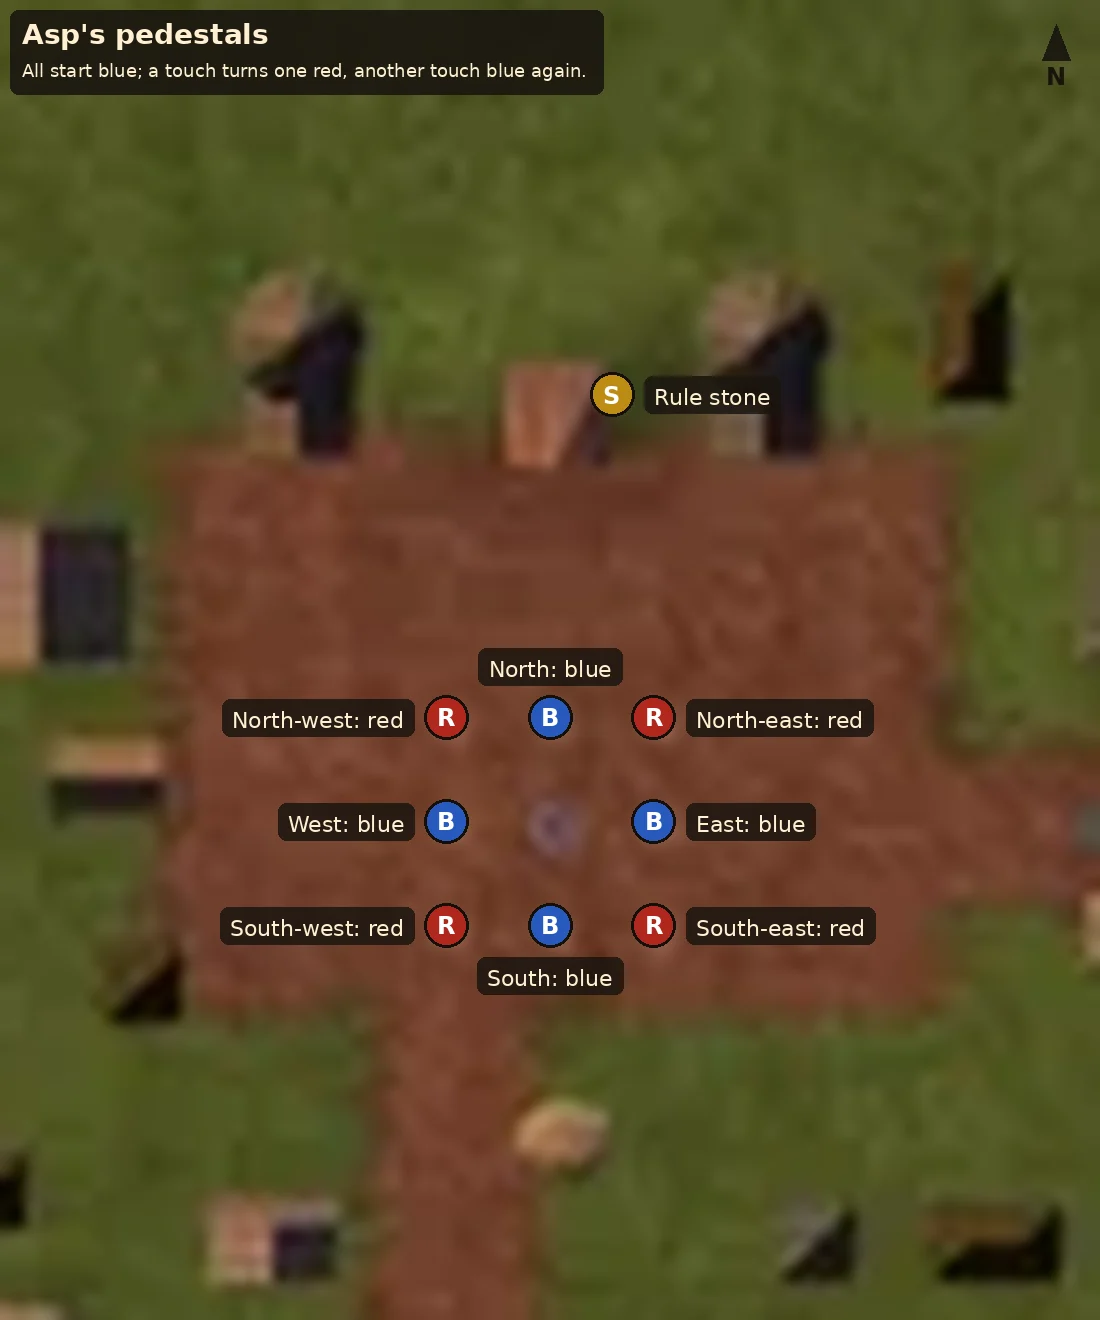 Asp's pedestals
All start blue; a touch turns one red, another touch blue again.
N
S Rule stone
North: blue
North-west: red R B R North-east: red
West: blue B B East: blue
South-west: red R B R South-east: red
South: blue